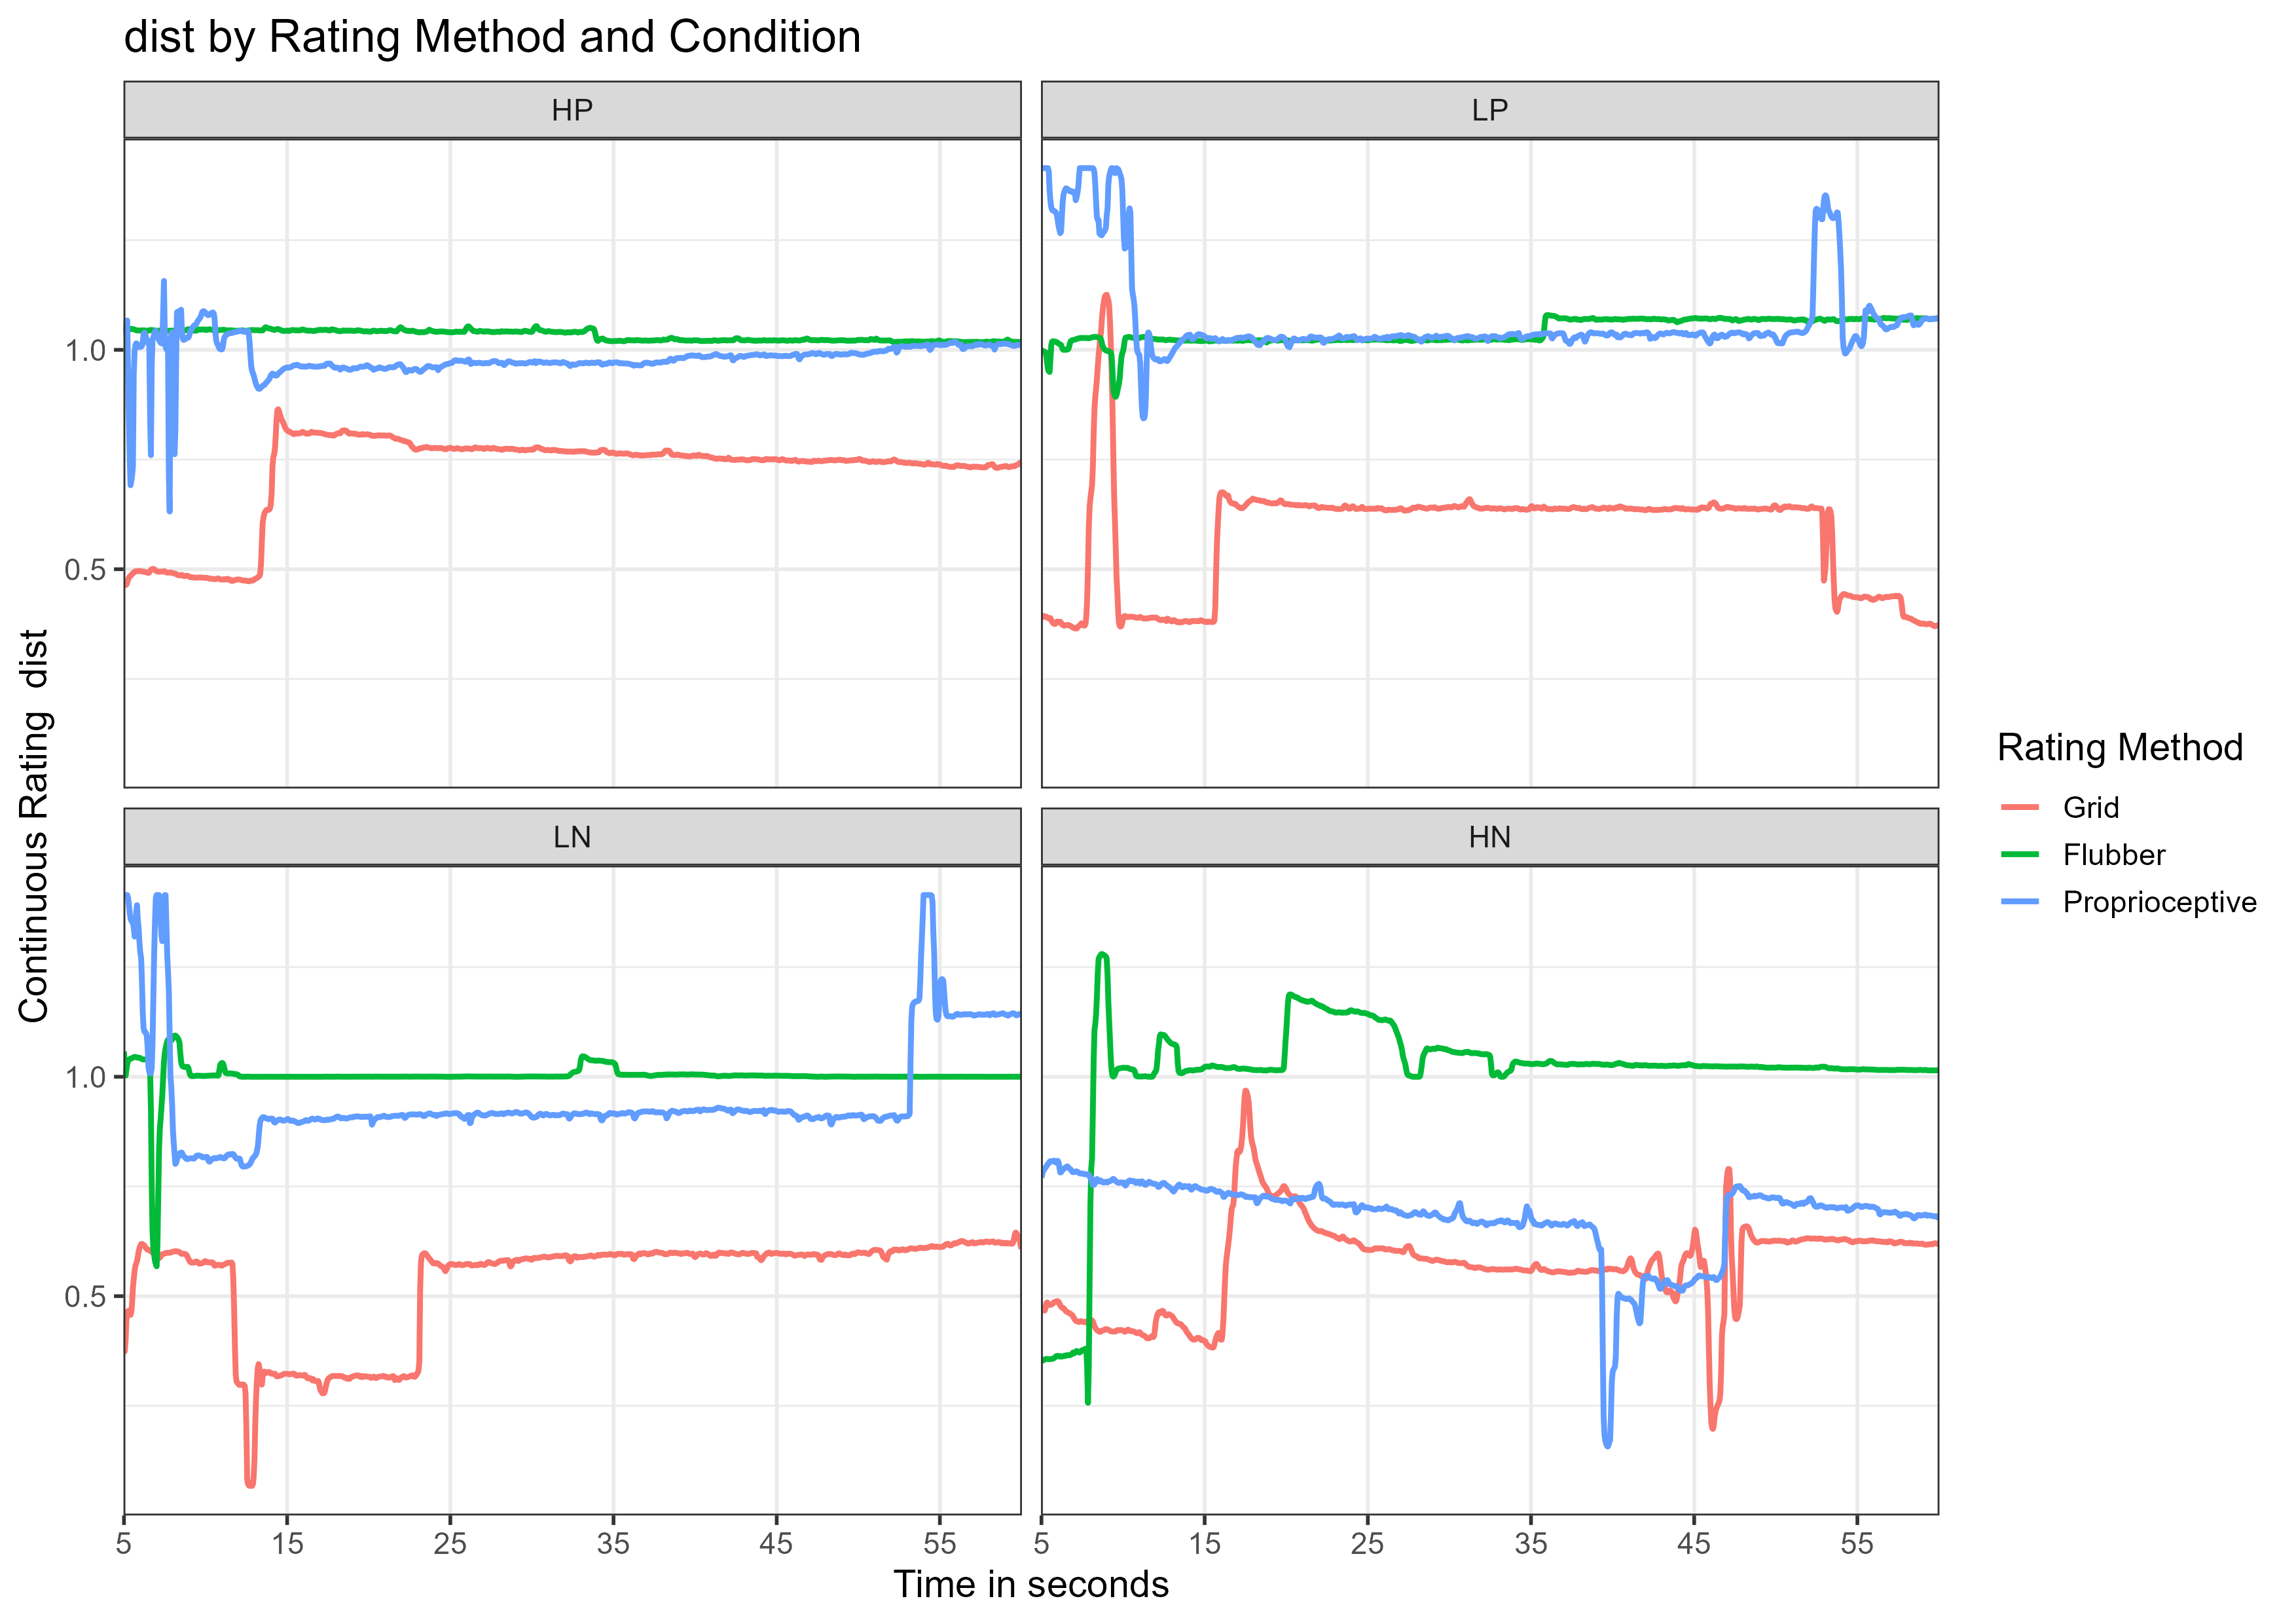 dist by Rating Method and Condition
HP
LP
1.0
0.5
LN
HN
1.0
0.5
5 15 25 35 45 55
5 15 25 35 45 55
Time in seconds
Continuous Rating  dist
Rating Method
Grid
Flubber
Proprioceptive